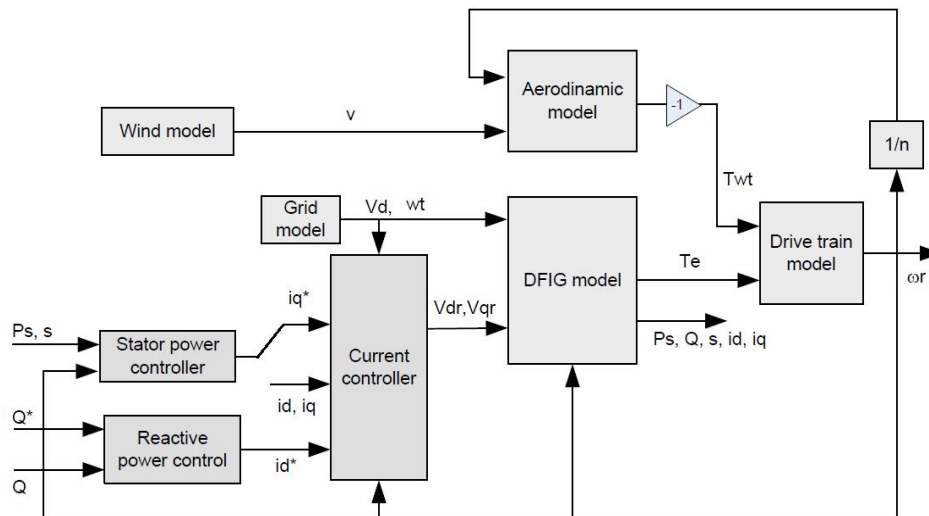 Aerodinamic
model
-1
Wind model
v
1/n
Twt
Grid
model
Vd, wt
Drive train
model
DFIG model
Te
ωr
iq*
Vdr,Vqr
Ps, s
Stator power
controller
Current
controller
Ps, Q, s, id, iq
id, iq
Q*
Reactive
power control
id*
Q